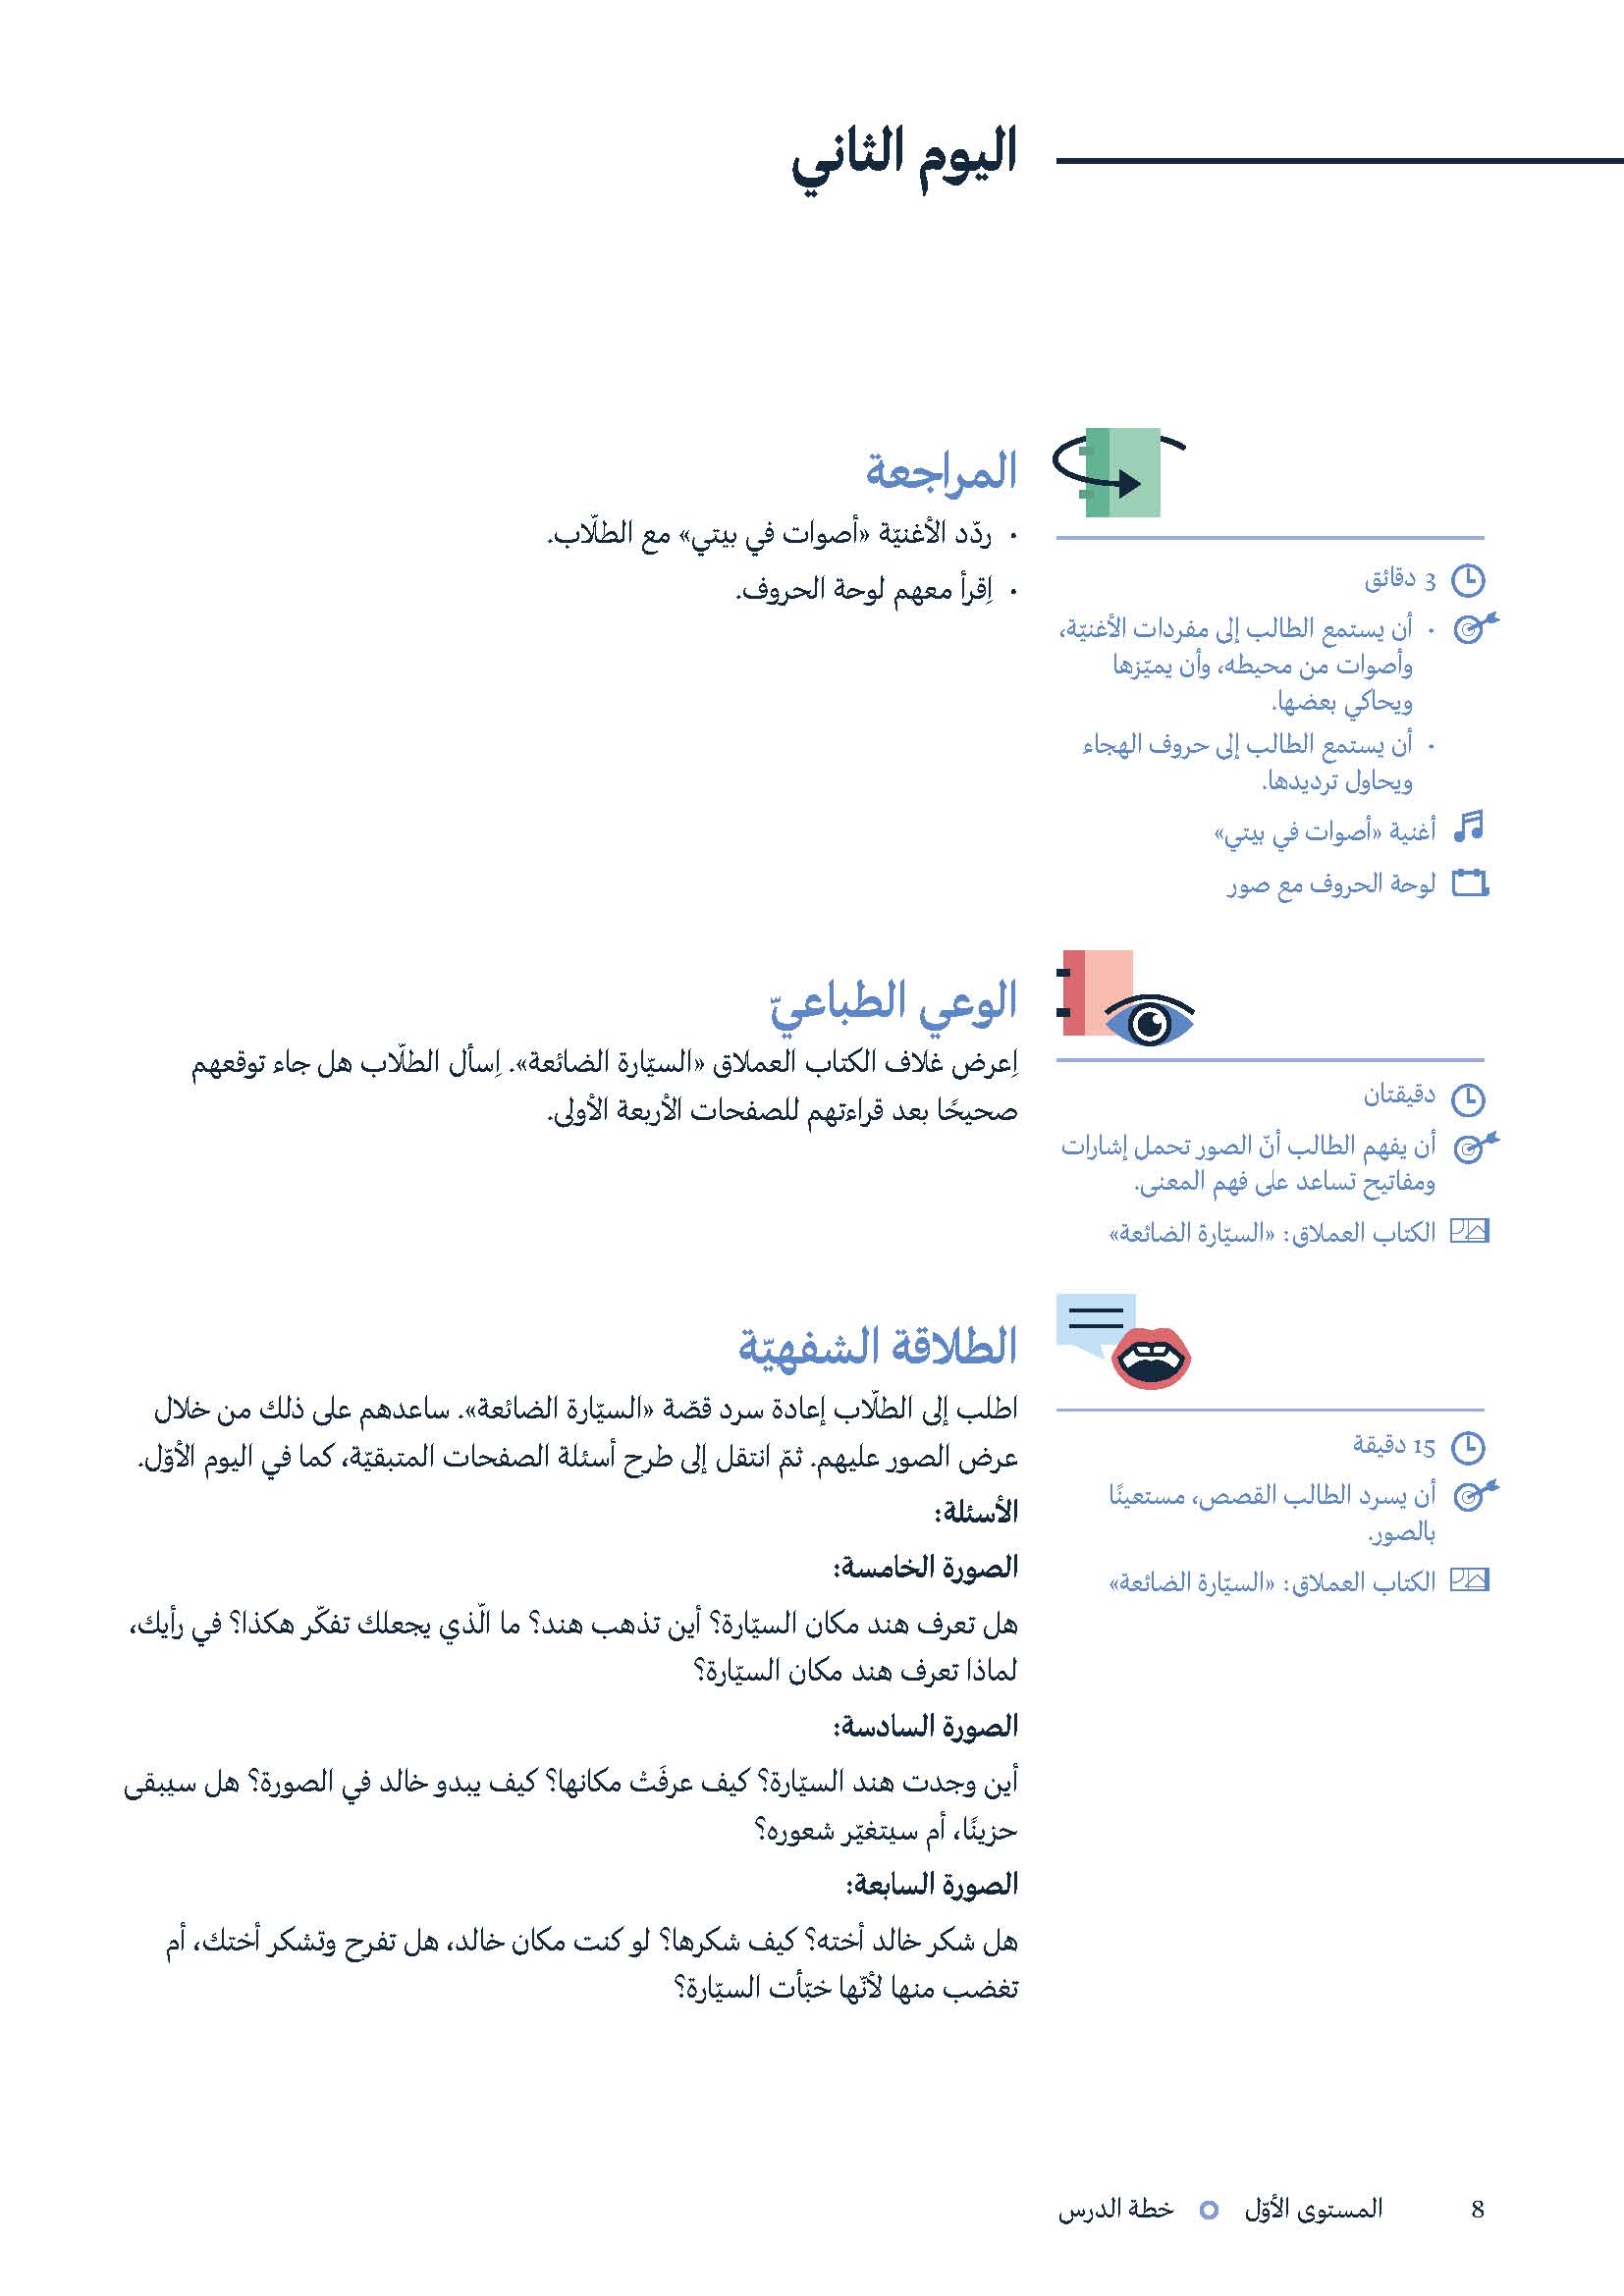 اليوم الثاني
المراجعة
• ردّد الأغنيّة «أصوات في بيتي» مع الطلّاب.
• اِقرأ معهم لوحة الحروف.
3 دقائق
• أن يستمع الطالب إلى مفردات الأغنيّة،
وأصوات من محيطه، وأن يميّزها
ويحاكي بعضها.
• أن يستمع الطالب إلى حروف الهجاء
ويحاول ترديدها.
أغنية «أصوات في بيتي»
لوحة الحروف مع صور
الوعي الطباعيّ
اِعرض غلاف الكتاب العملاق «السيّارة الضائعة». اِسأل الطلّاب هل جاء توقعهم
صحيحًا بعد قراءتهم للصفحات الأربعة الأولى.
دقيقتان
أن يفهم الطالب أنّ الصور تحمل إشارات
ومفاتيح تساعد على فهم المعنى.
الكتاب العملاق: «السيّارة الضائعة»
الطلاقة الشفهيّة
اطلب إلى الطلّاب إعادة سرد قصّة «السيّارة الضائعة». ساعدهم على ذلك من خلال
عرض الصور عليهم. ثمّ انتقل إلى طرح أسئلة الصفحات المتبقيّة، كما في اليوم الأوّل.
الأسئلة:
الصورة الخامسة:
هل تعرف هند مكان السيّارة؟ أين تذهب هند؟ ما الّذي يجعلك تفكّر هكذا؟ في رأيك،
لماذا تعرف هند مكان السيّارة؟
الصورة السادسة:
أين وجدت هند السيّارة؟ كيف عرفَتْ مكانها؟ كيف يبدو خالد في الصورة؟ هل سيبقى
حزينًا، أم سيتغيّر شعوره؟
الصورة السابعة:
هل شكر خالد أخته؟ كيف شكرها؟ لو كنت مكان خالد، هل تفرح وتشكر أختك، أم
تغضب منها لأنّها خبّأت السيّارة؟
15 دقيقة
أن يسرد الطالب القصص، مستعينًا
بالصور.
الكتاب العملاق: «السيّارة الضائعة»
8 المستوى الأوّل خطة الدرس